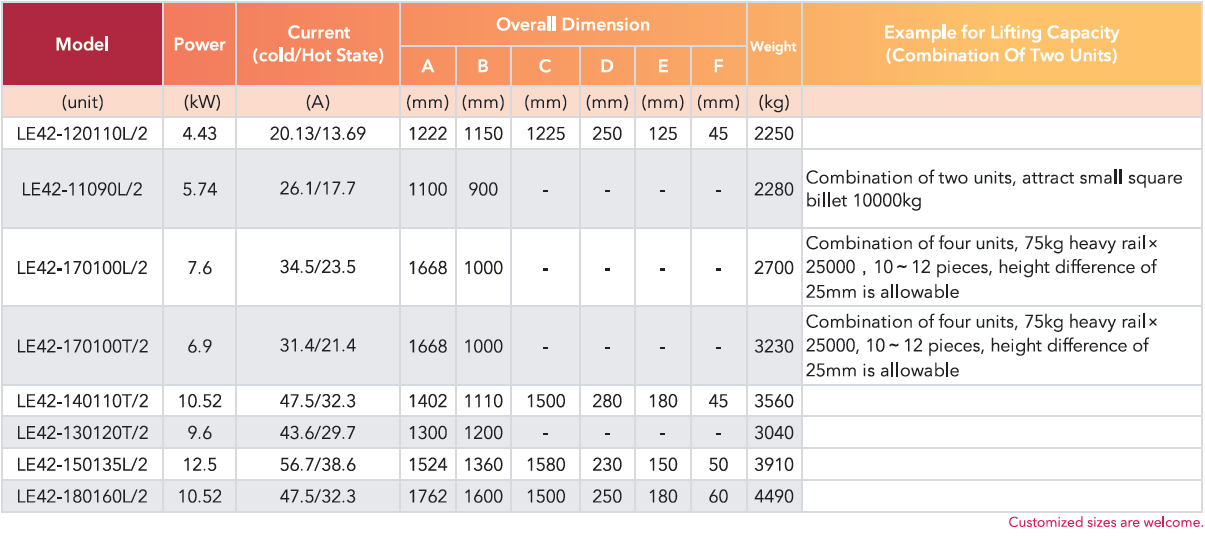 Model Power Current (cold/Hot State) Overall Dimension Weight Example for Lifting Capacity (Combination Of Two Units)
A B C D E F
(unit) (kW) (A) (mm) (mm) (mm) (mm) (mm) (mm) (kg)
LE42-120110L/2 4.43 20.13/13.69 1222 1150 1225 250 125 45 2250
LE42-11090L/2 5.74 26.1/17.7 1100 900 - - - - 2280 Combination of two units, attract small square
billet 10000kg
LE42-170100L/2 7.6 34.5/23.5 1668 1000 - - - - 2700 Combination of four units, 75kg heavy rail×
25000 , 10~12 pieces, height difference of
25mm is allowable
LE42-170100T/2 6.9 31.4/21.4 1668 1000 - - - - 3230 Combination of four units, 75kg heavy rail×
25000, 10~12 pieces, height difference of
25mm is allowable
LE42-140110T/2 10.52 47.5/32.3 1402 1110 1500 280 180 45 3560
LE42-130120T/2 9.6 43.6/29.7 1300 1200 - - - - 3040
LE42-150135L/2 12.5 56.7/38.6 1524 1360 1580 230 150 50 3910
LE42-180160L/2 10.52 47.5/32.3 1762 1600 1500 250 180 60 4490
Customized sizes are welcome.